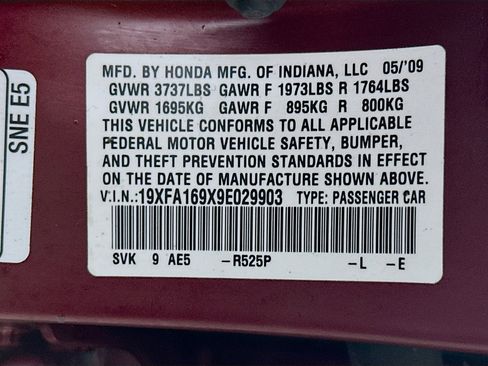 MFD. BY HONDA MFG. OF INDIANA, LLC 05/'09
GVWR 3737LBS GAWR F 1973LBS R 1764LBS
GVWR 1695KG GAWR F 895KG R 800KG
THIS VEHICLE CONFORMS TO ALL APPLICABLE
FEDERAL MOTOR VEHICLE SAFETY, BUMPER,
AND THEFT PREVENTION STANDARDS IN EFFECT
ON THE DATE OF MANUFACTURE SHOWN ABOVE.
V.I.N.:19XFA169X9E029903 TYPE: PASSENGER CAR
SVK 9 AE5 –R525P –L –E
SNE E5